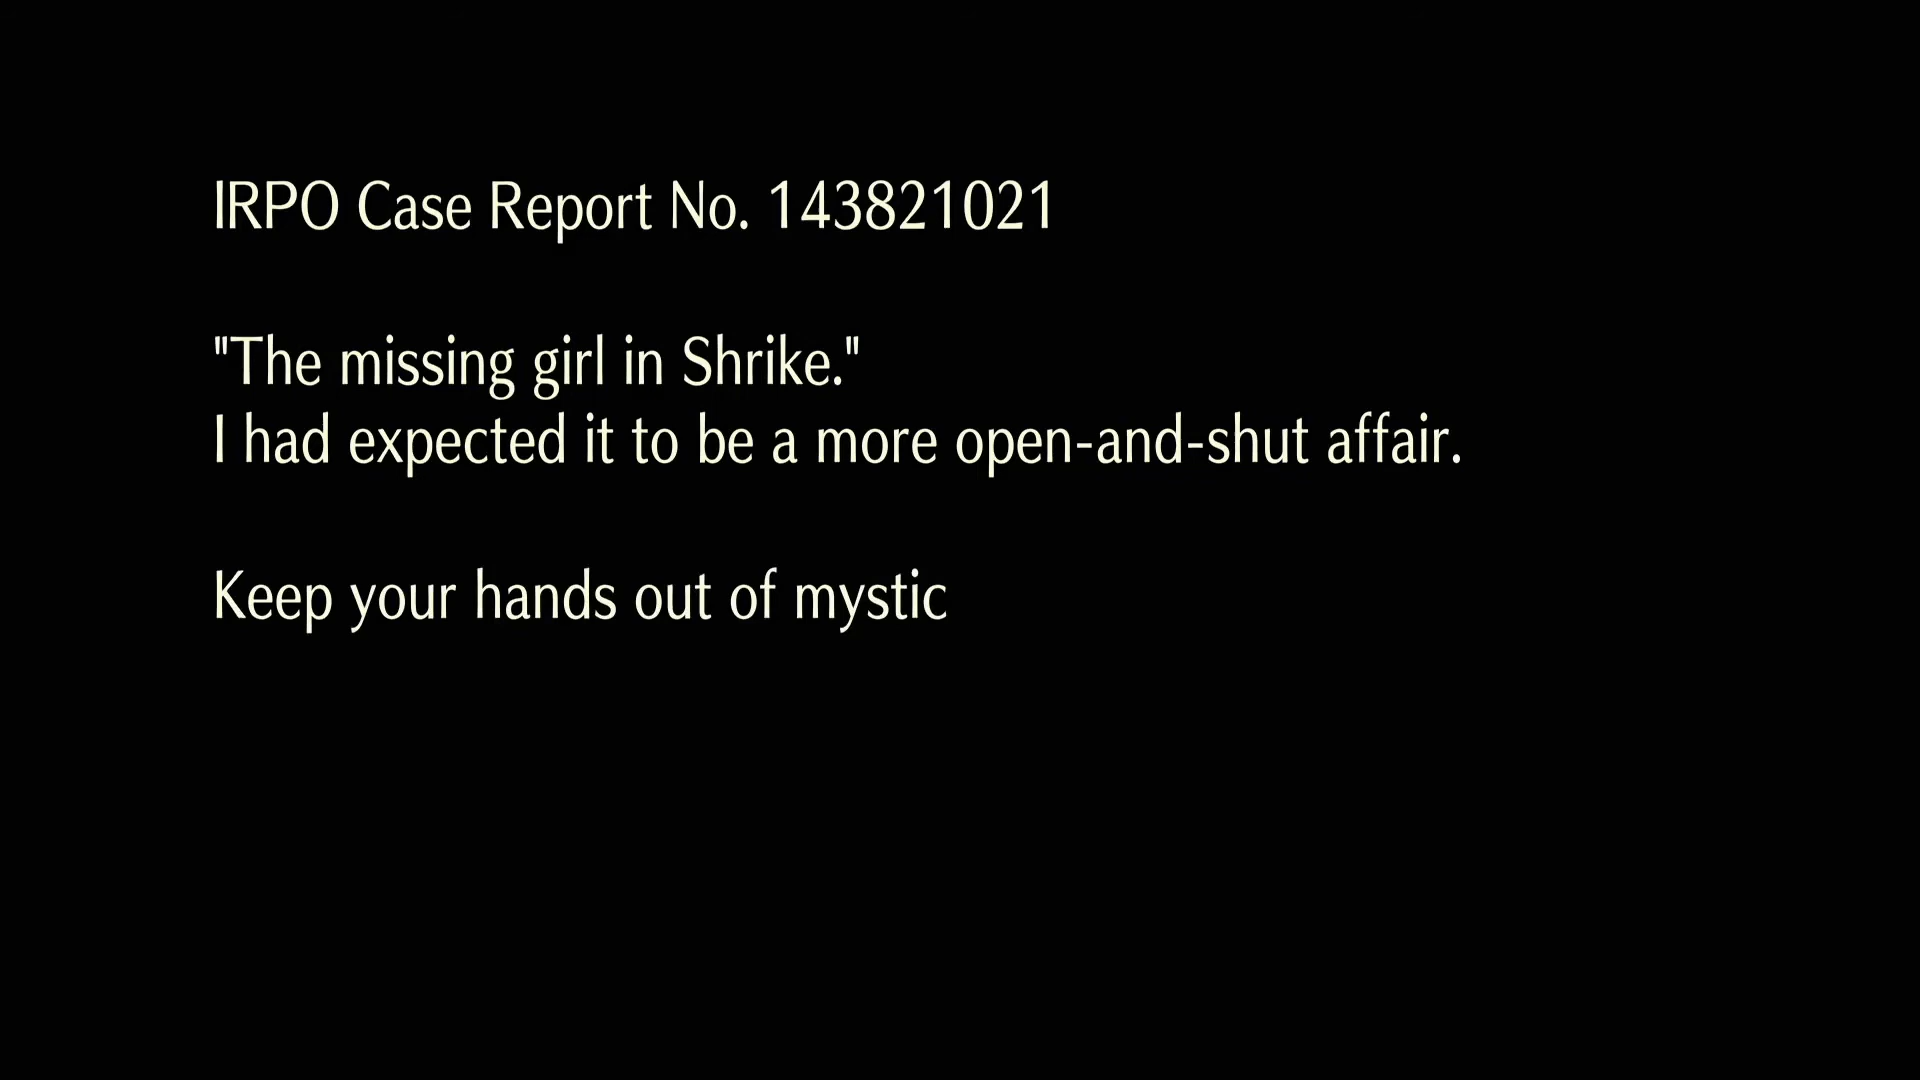 IRPO Case Report No. 143821021
"The missing girl in Shrike."
I had expected it to be a more open-and-shut affair.
Keep your hands out of mystic